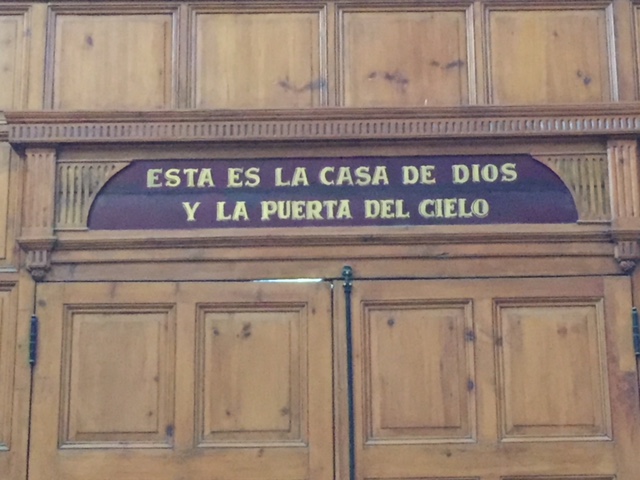 ESTA ES LA CASA DE DIOS
Y LA PUERTA DEL CIELO